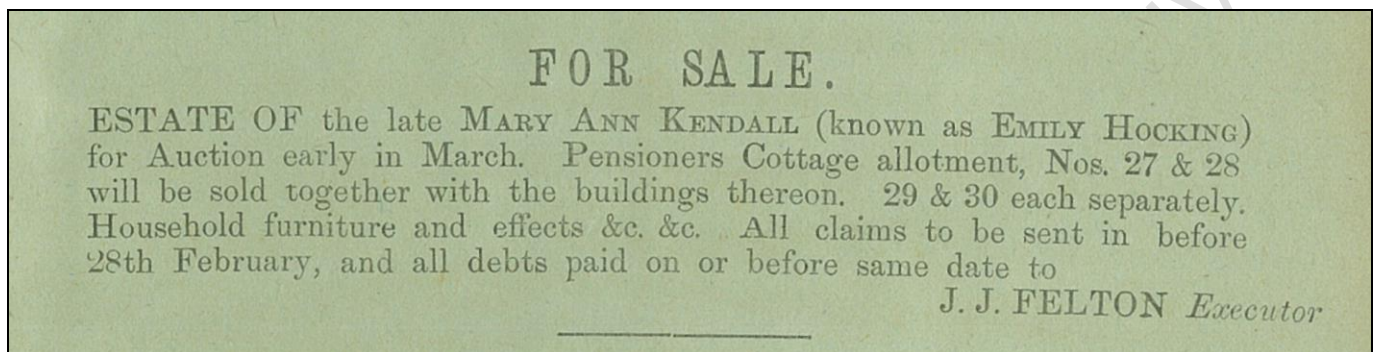 FOR SALE.
ESTATE OF the late MARY ANN KENDALL (known as EMILY HOCKING)
for Auction early in March. Pensioners Cottage allotment, Nos. 27 & 28
will be sold together with the buildings thereon. 29 & 30 each separately.
Household furniture and effects &c. &c. All claims to be sent in before
28th February, and all debts paid on or before same date to
J. J. FELTON Executor